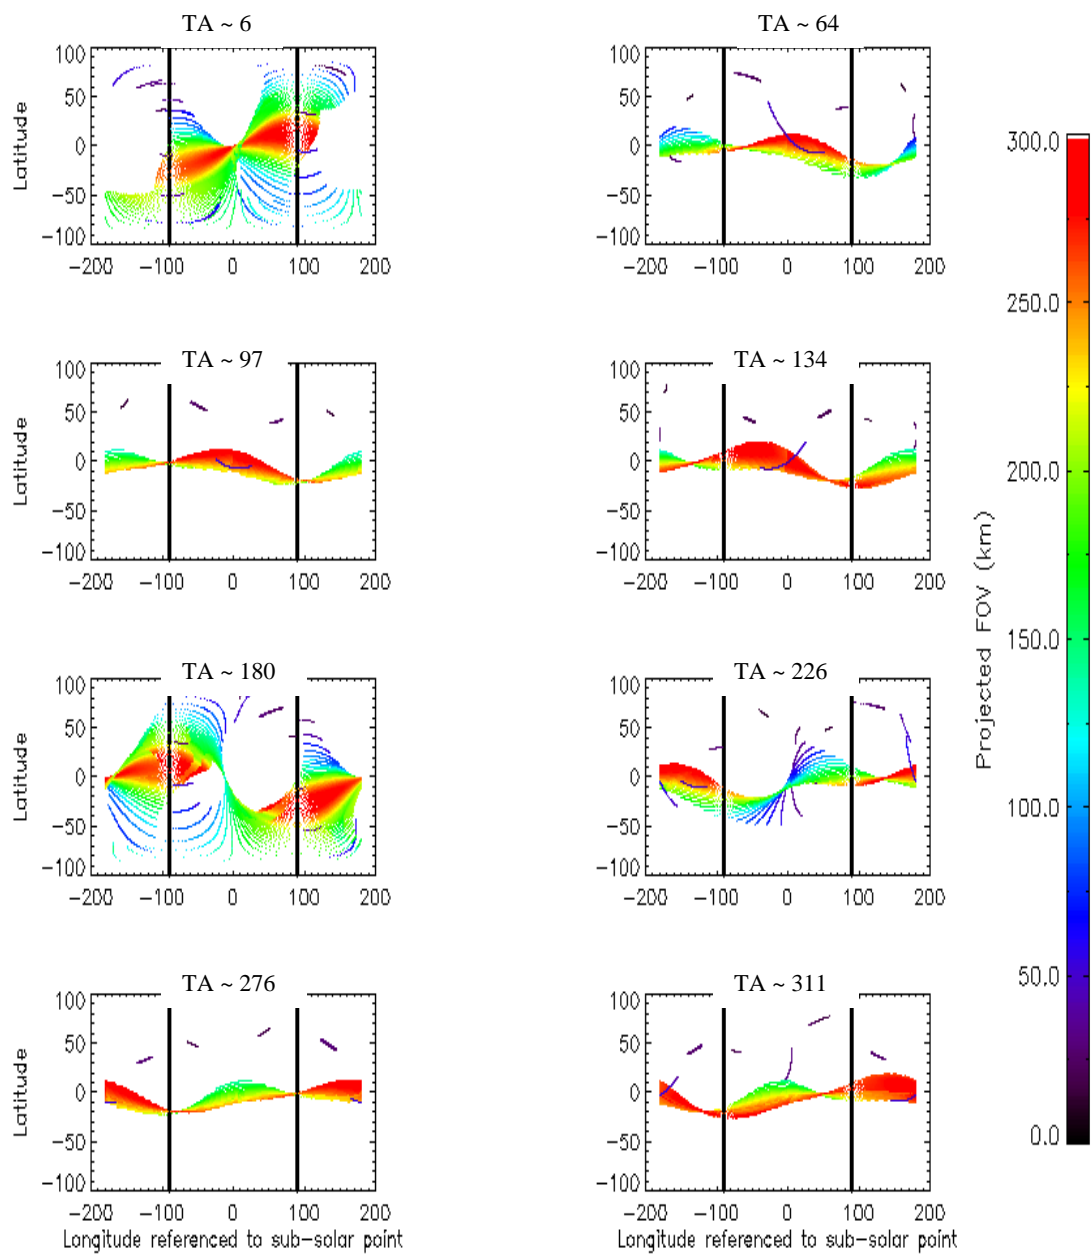 TA ~ 6
TA ~ 64
100
50
0
-50
-100
Latitude
-200 -100 0 100 200
100
50
0
-50
-100
-200 -100 0 100 200
TA ~ 97
TA ~ 134
100
50
0
-50
-100
Latitude
-200 -100 0 100 200
100
50
0
-50
-100
-200 -100 0 100 200
TA ~ 180
TA ~ 226
100
50
0
-50
-100
Latitude
-200 -100 0 100 200
100
50
0
-50
-100
-200 -100 0 100 200
TA ~ 276
TA ~ 311
100
50
0
-50
-100
Latitude
-200 -100 0 100 200
Longitude referenced to sub-solar point
100
50
0
-50
-100
-200 -100 0 100 200
Longitude referenced to sub-solar point
Projected FOV (km)
300.0
250.0
200.0
150.0
100.0
50.0
0.0